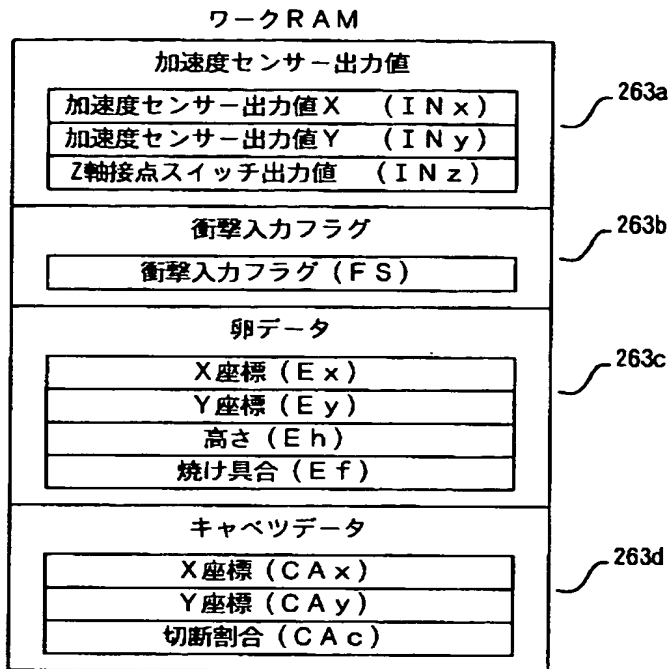 ワークRAM
加速度センサー出力値
263a
加速度センサー出力値X (INx)
加速度センサー出力値Y (INy)
Z軸接点スイッチ出力値 (INz)
衝撃入力フラグ
263b
衝撃入力フラグ(FS)
卵データ
263c
X座標(Ex)
Y座標(Ey)
高さ(Eh)
焼け具合(Ef)
キャベツデータ
263d
X座標(CAx)
Y座標(CAy)
切断割合(CAc)